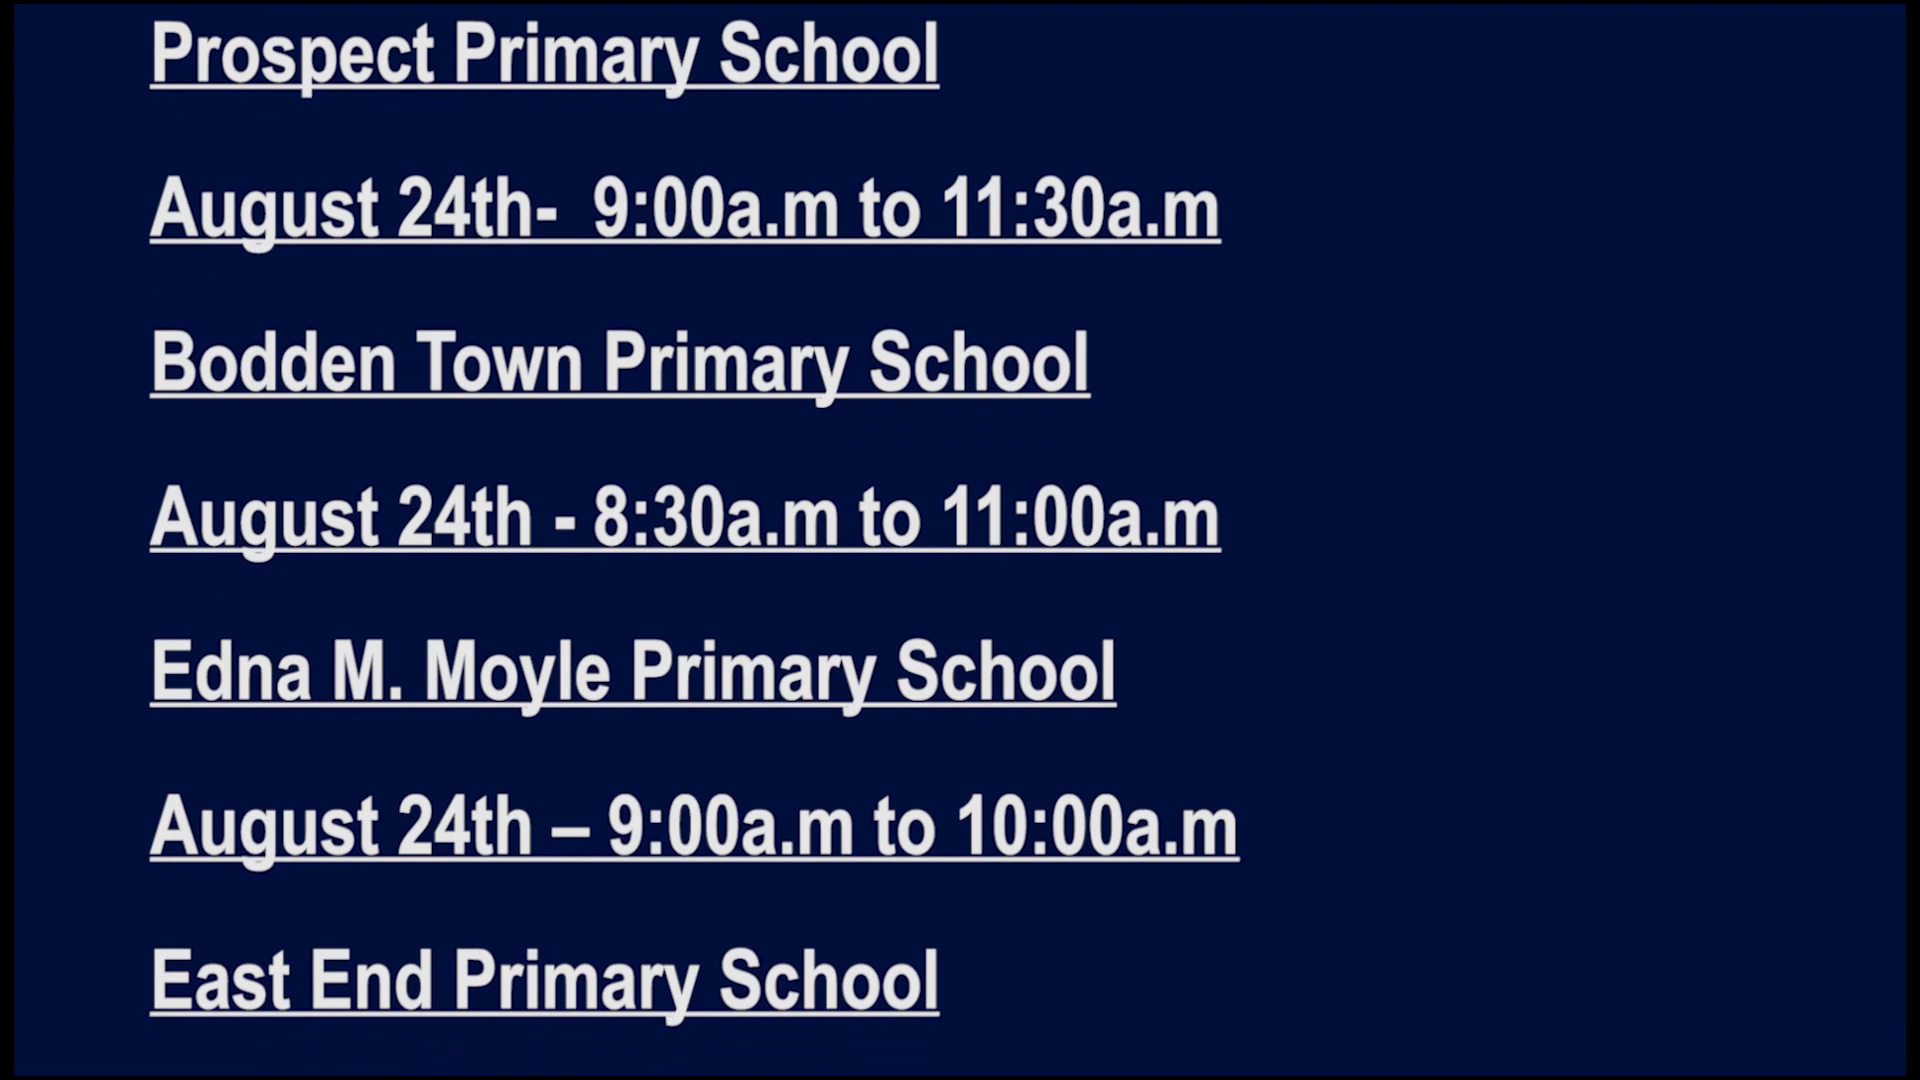 Prospect Primary School
August 24th-  9:00a.m to 11:30a.m
Bodden Town Primary School
August 24th - 8:30a.m to 11:00a.m
Edna M. Moyle Primary School
August 24th – 9:00a.m to 10:00a.m
East End Primary School